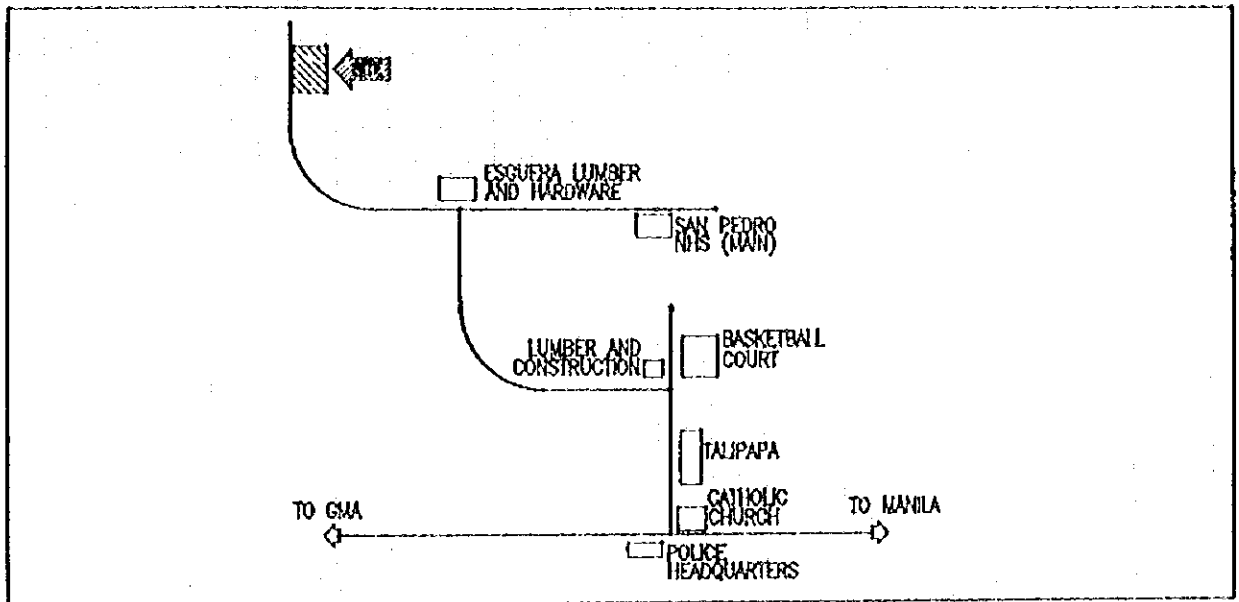 ESGUERA LUMBER
AND HARDWARE
SAN PEDRO
NHS (MAIN)
LUMBER AND
CONSTRUCTION
BASKETBALL
COURT
TALIPAPA
CATHOLIC
CHURCH
TO GMA
TO MANILA
POLICE
HEADQUARTERS